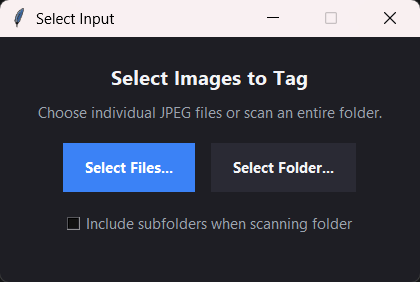 Select Input
Select Images to Tag
Choose individual JPEG files or scan an entire folder.
Select Files... Select Folder...
Include subfolders when scanning folder